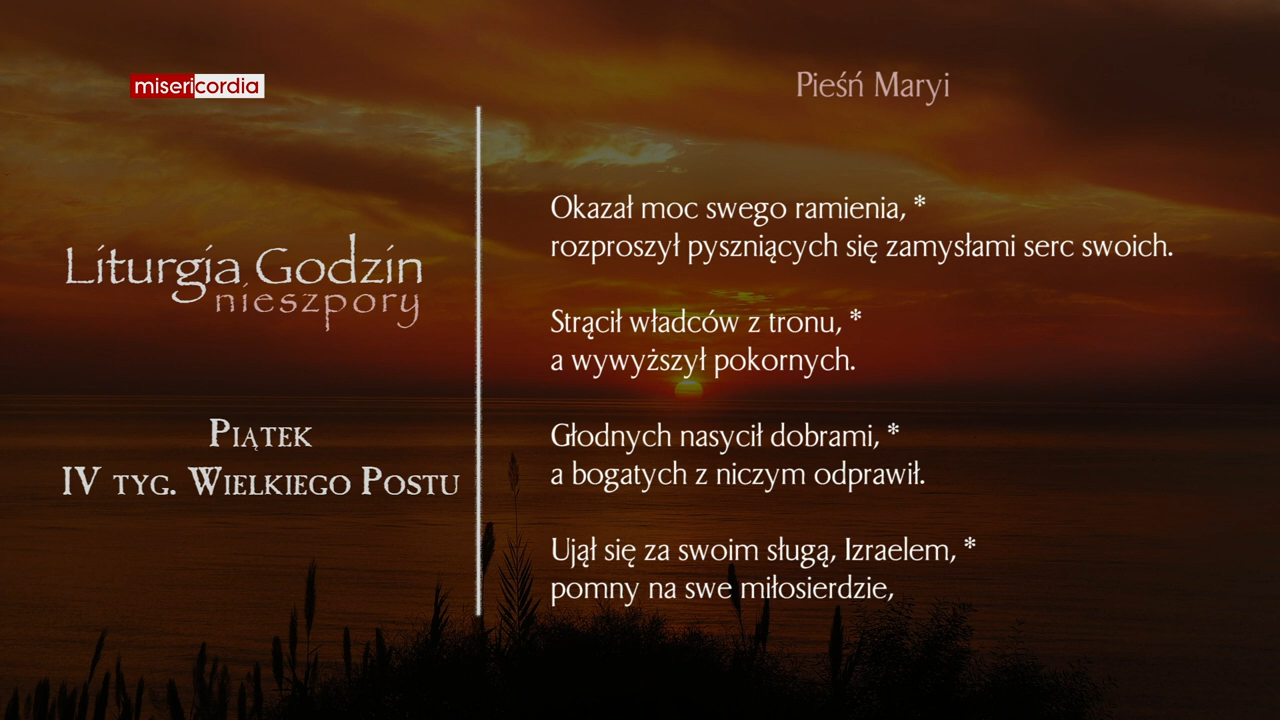 misericordia
Pieśń Maryi
Liturgia Godzin
nieszpory
Piątek
IV tyg. Wielkiego Postu
Okazał moc swego ramienia, *
rozproszył pyszniących się zamysłami serc swoich.
Strącił władców z tronu, *
a wywyższył pokornych.
Głodnych nasycił dobrami, *
a bogatych z niczym odprawił.
Ujął się za swoim sługą, Izraelem, *
pomny na swe miłosierdzie,